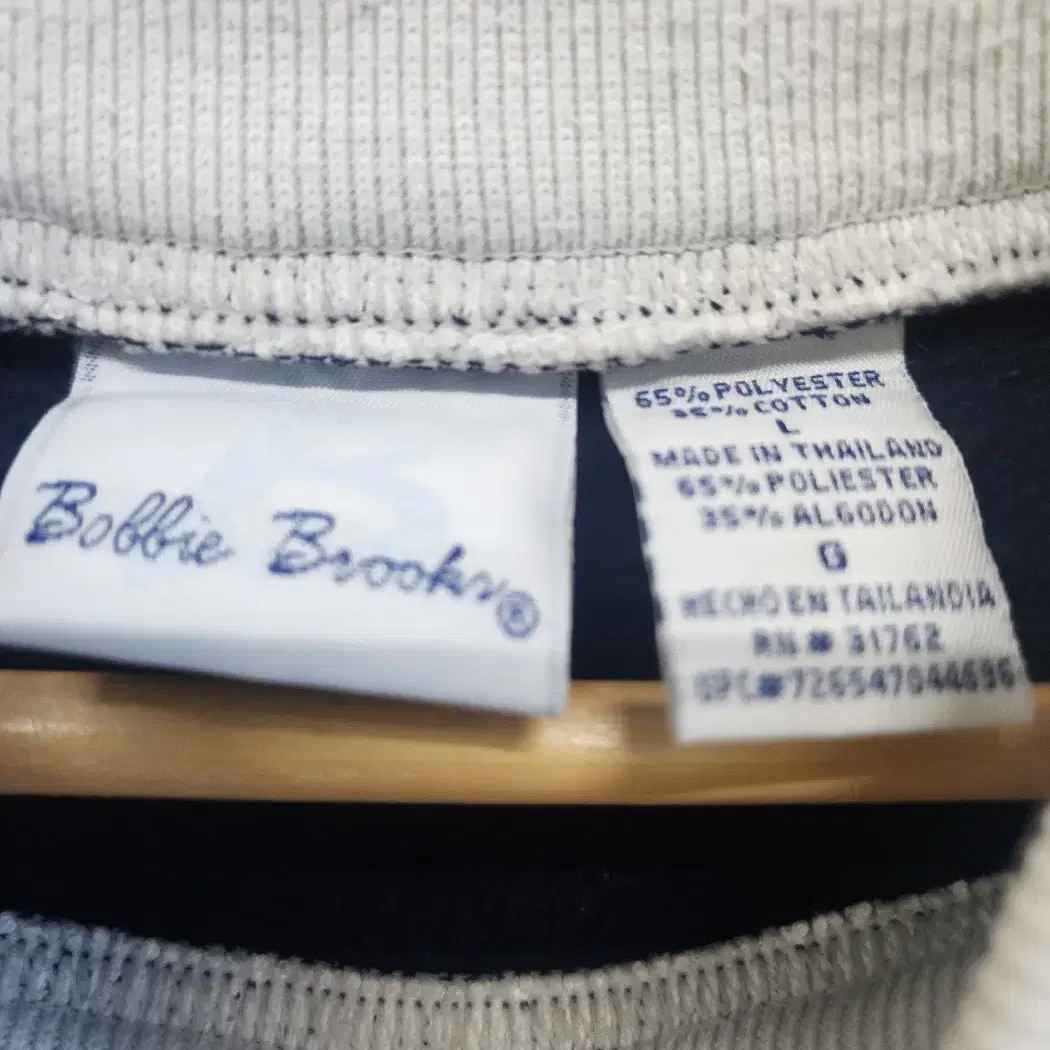 Bobbie Brooks®
65% POLYESTER
35% COTTON
L
MADE IN THAILAND
65% POLIESTER
35% ALGODON
G
HECHO EN TAILANDIA
RN# 31762
UPC#726547044696